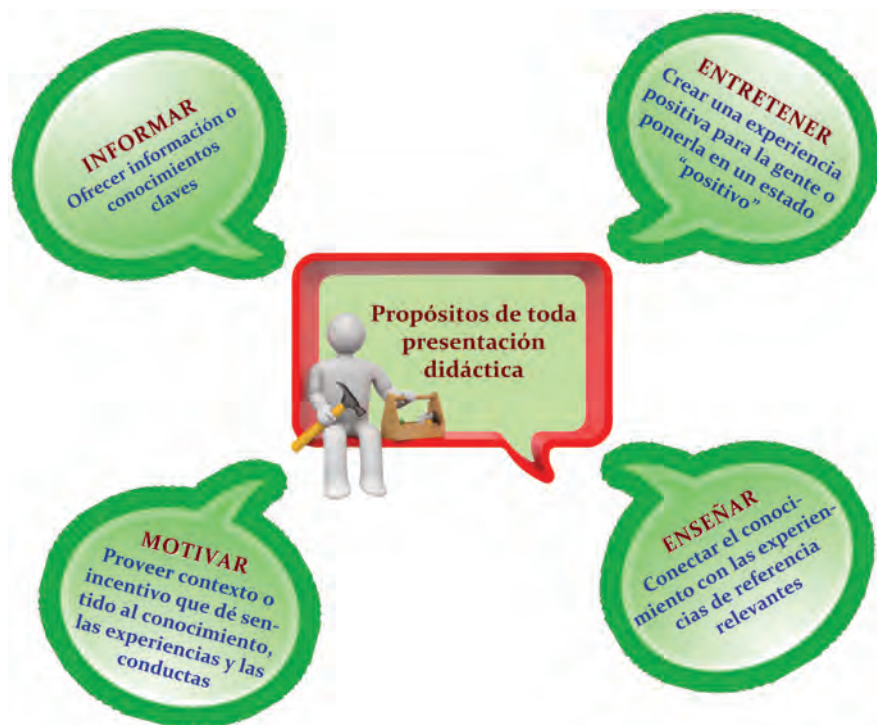 INFORMAR
Ofrecer información o
conocimientos
claves
ENTRETENER
Crear una experiencia
positiva para la gente o
ponerla en un estado
“positivo”
Propósitos de toda
presentación
didáctica
MOTIVAR
Proveer contexto o
incentivo que dé sen-
tido al conocimiento,
las experiencias y las
conductas
ENSEÑAR
Conectar el conoci-
miento con las experien-
cias de referencia
relevantes